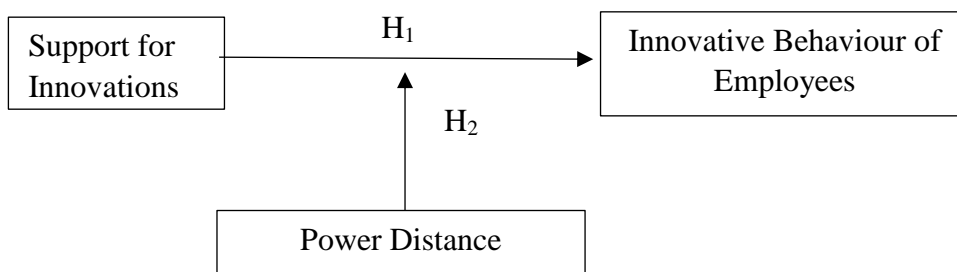 Support for
Innovations
H₁
Innovative Behaviour of
Employees
H₂
Power Distance